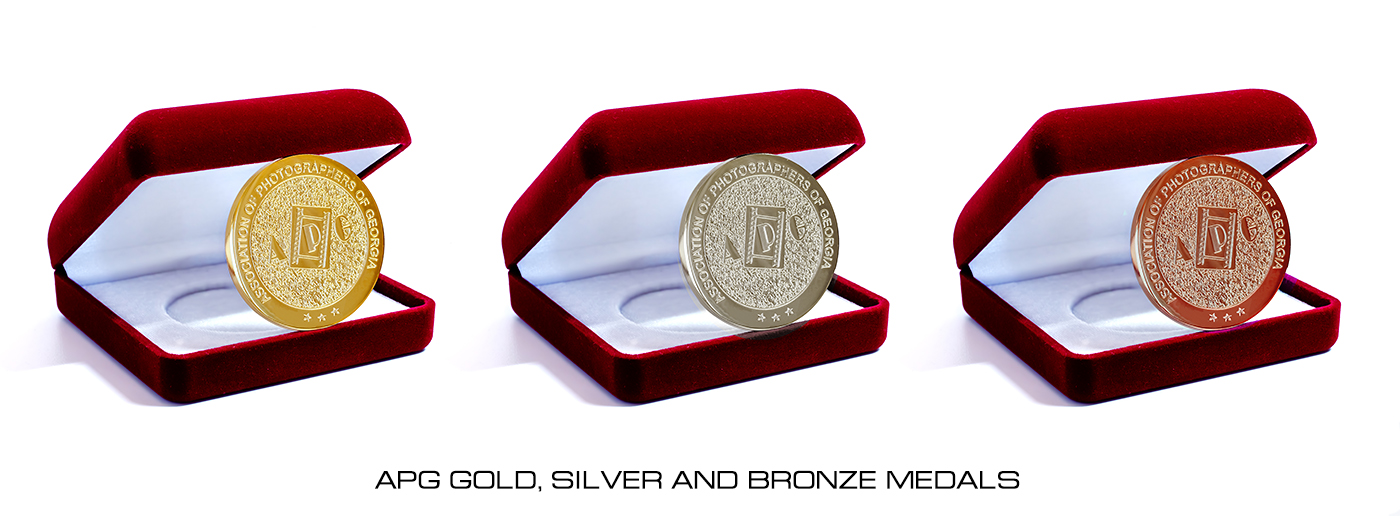 ASSOCIATION OF PHOTOGRAPHERS OF GEORGIA
ASSOCIATION OF PHOTOGRAPHERS OF GEORGIA
ASSOCIATION OF PHOTOGRAPHERS OF GEORGIA
APG GOLD, SILVER AND BRONZE MEDALS